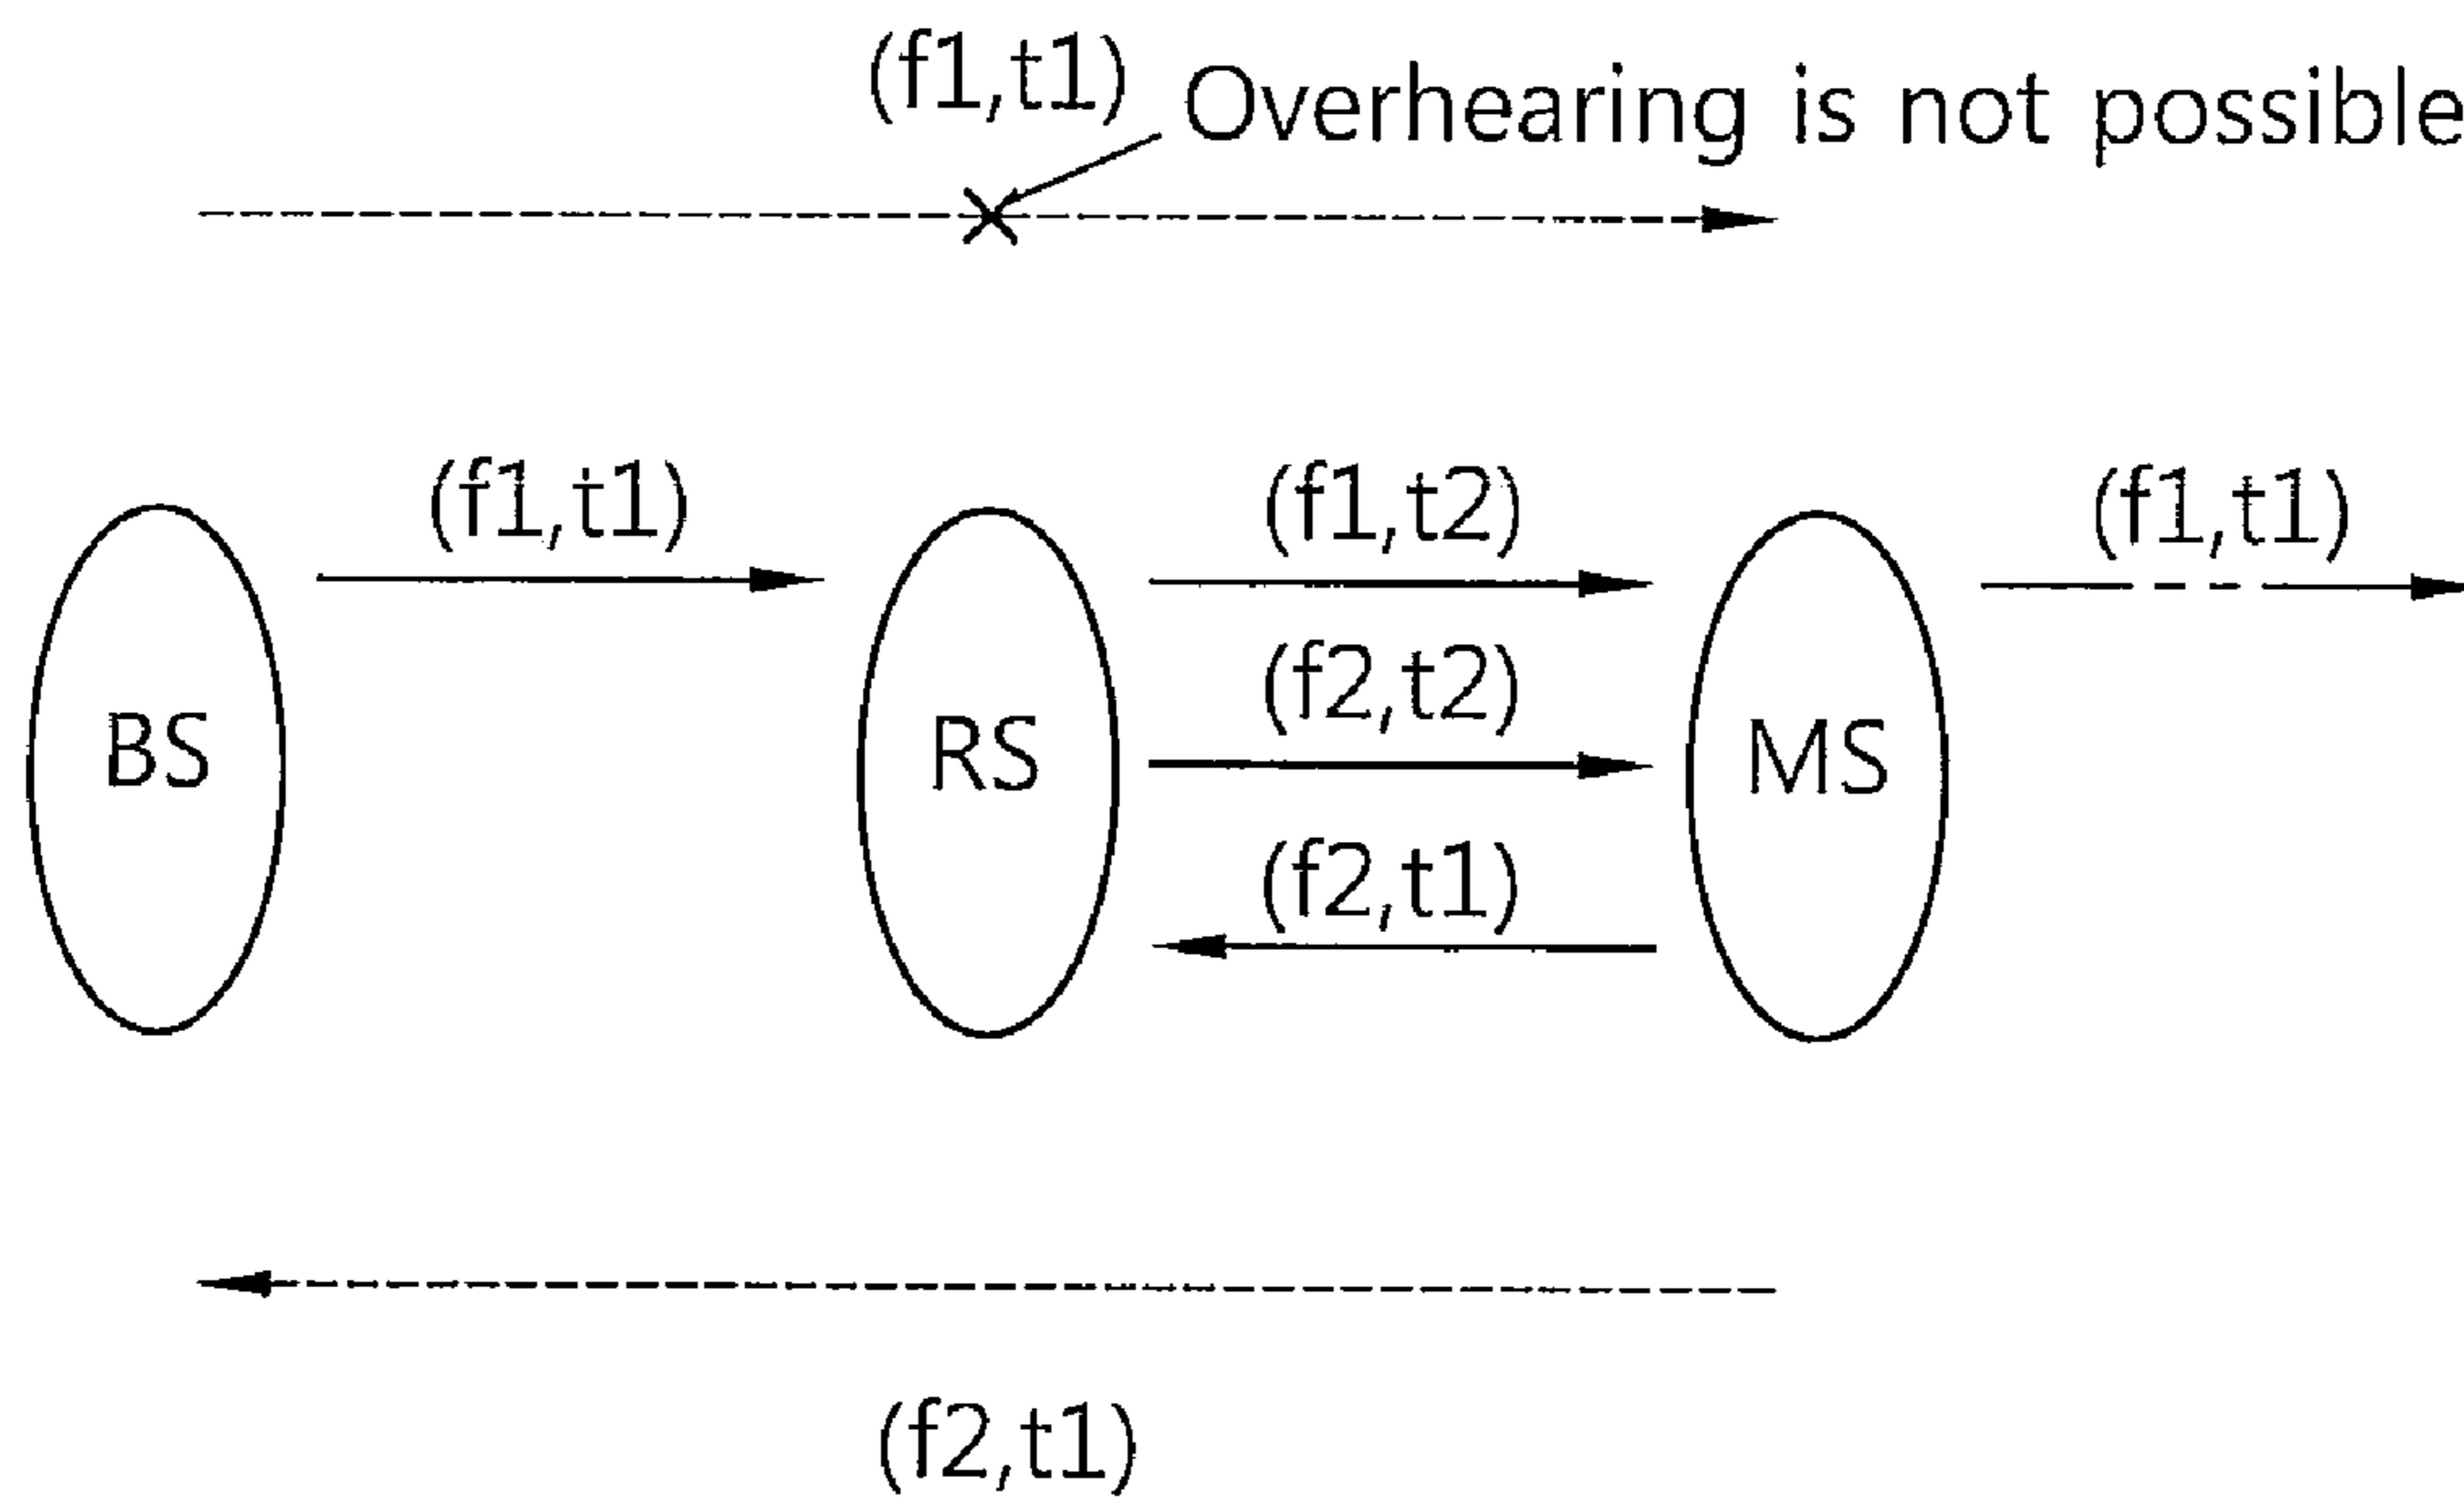 (f1,t1)
Overhearing is not possible
(f1,t1)
(f1,t2)
(f1,t1)
(f2,t2)
BS
RS
MS
(f2,t1)
(f2,t1)